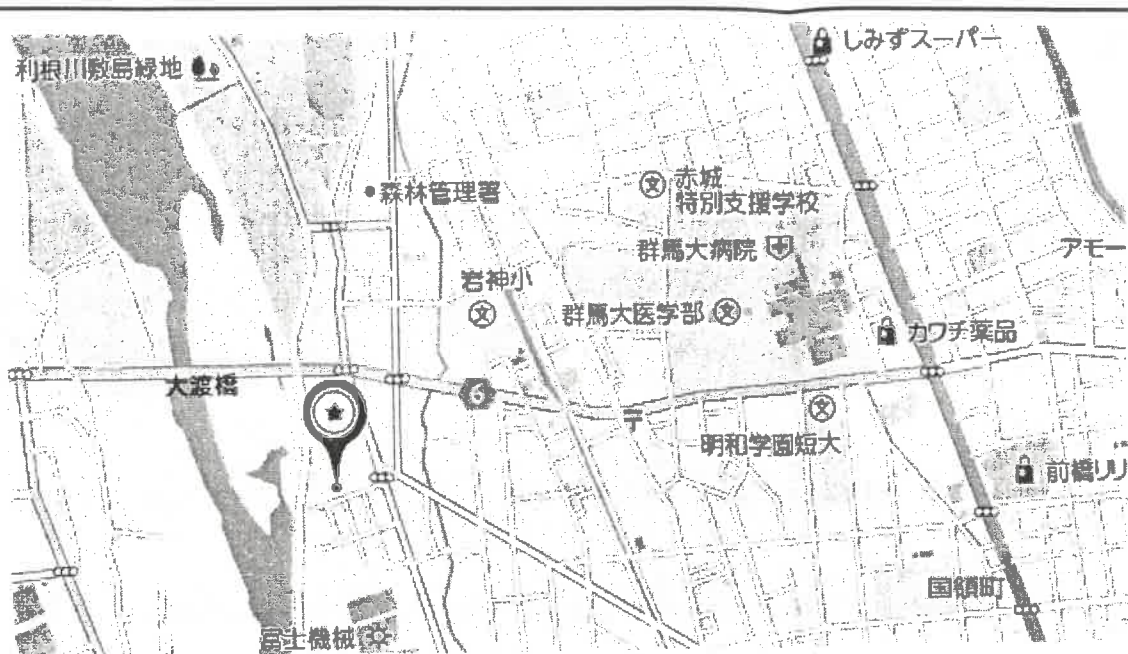 しみずスーパー
利根川敷島緑地
森林管理署
赤城
特別支援学校
群馬大病院
アモー
岩神小
群馬大医学部
カワチ薬品
大渡橋
6
明和学園短大
前橋リリ
国領町
富士機械